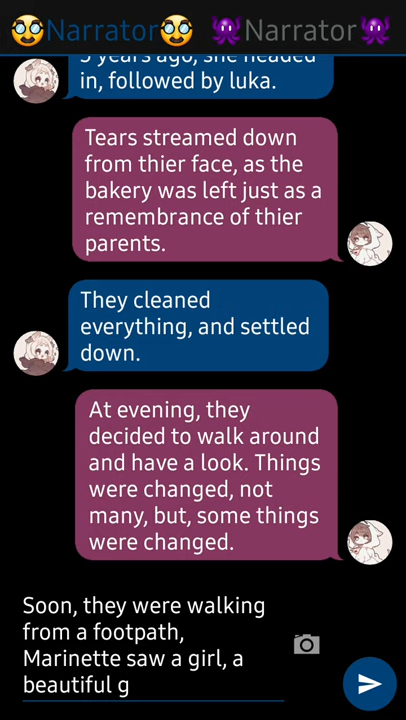 🥸Narrator🥸 🐙Narrator🐙
5 years ago, she headed
in, followed by luka.
Tears streamed down
from thier face, as the
bakery was left just as a
remembrance of thier
parents.
They cleaned
everything, and settled
down.
At evening, they
decided to walk around
and have a look. Things
were changed, not
many, but, some things
were changed.
Soon, they were walking
from a footpath,
Marinette saw a girl, a
beautiful g